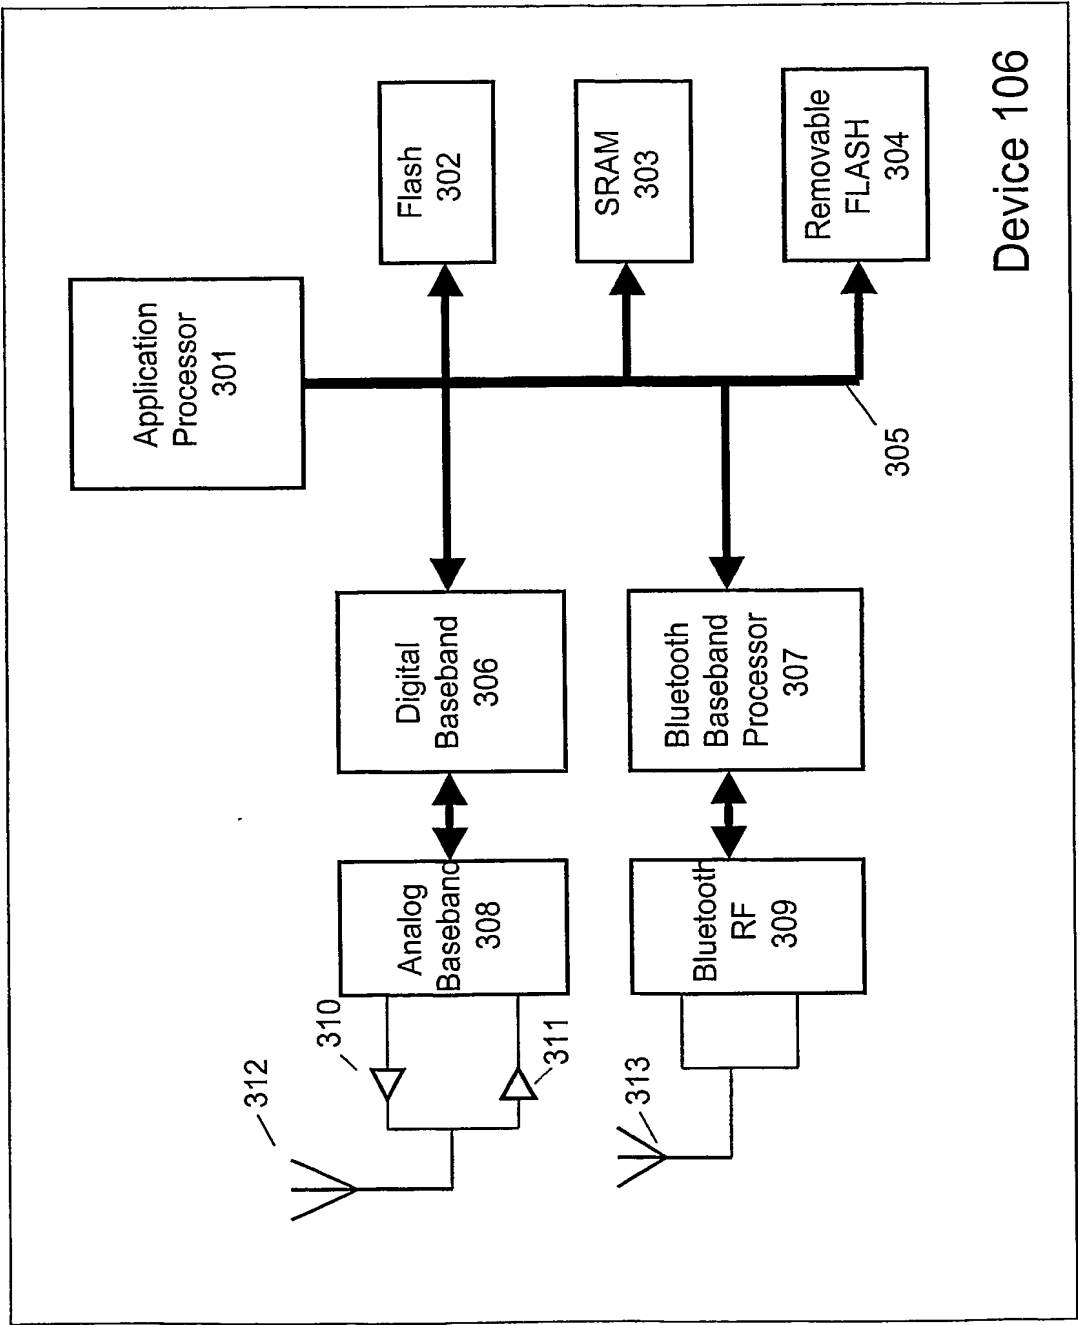 Application
Processor
301
Flash
302
SRAM
303
Removable
FLASH
304
305
Digital
Baseband
306
Bluetooth
Baseband
Processor
307
Analog
Baseband
308
Bluetooth
RF
309
310
311
312
313
Device 106